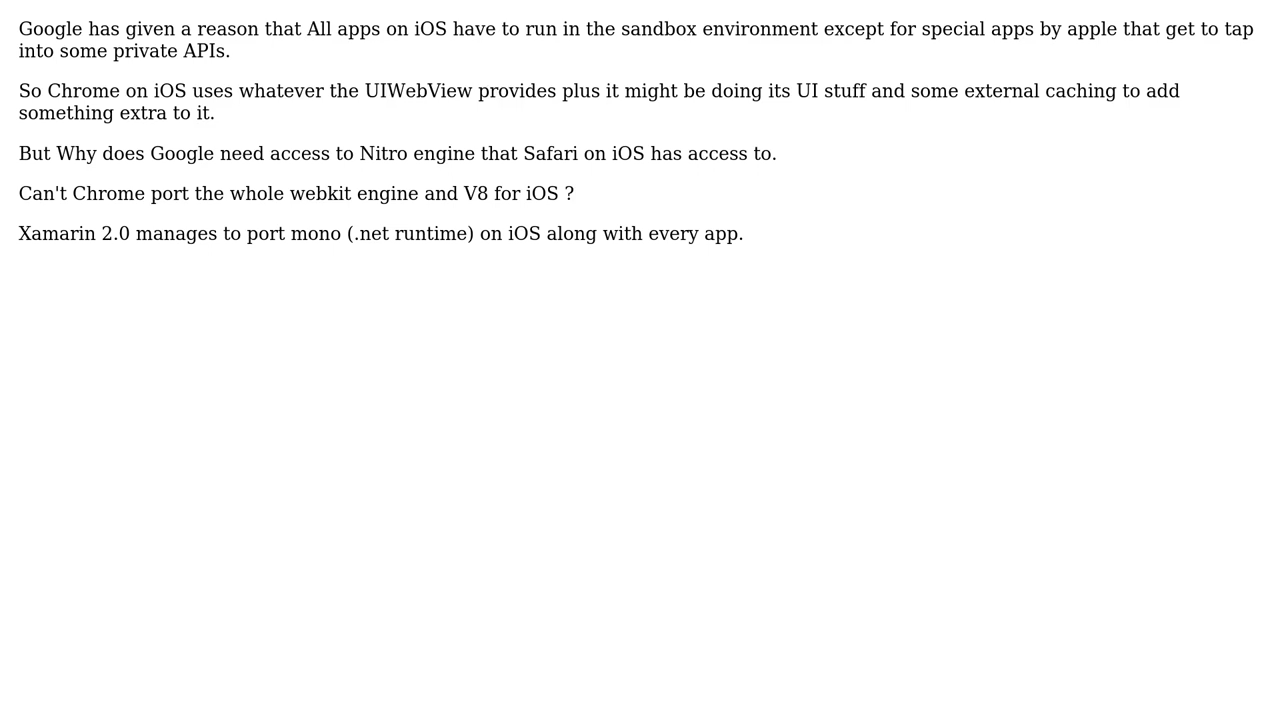 Google has given a reason that All apps on iOS have to run in the sandbox environment except for special apps by apple that get to tap
into some private APIs.
So Chrome on iOS uses whatever the UIWebView provides plus it might be doing its UI stuff and some external caching to add
something extra to it.
But Why does Google need access to Nitro engine that Safari on iOS has access to.
Can't Chrome port the whole webkit engine and V8 for iOS ?
Xamarin 2.0 manages to port mono (.net runtime) on iOS along with every app.